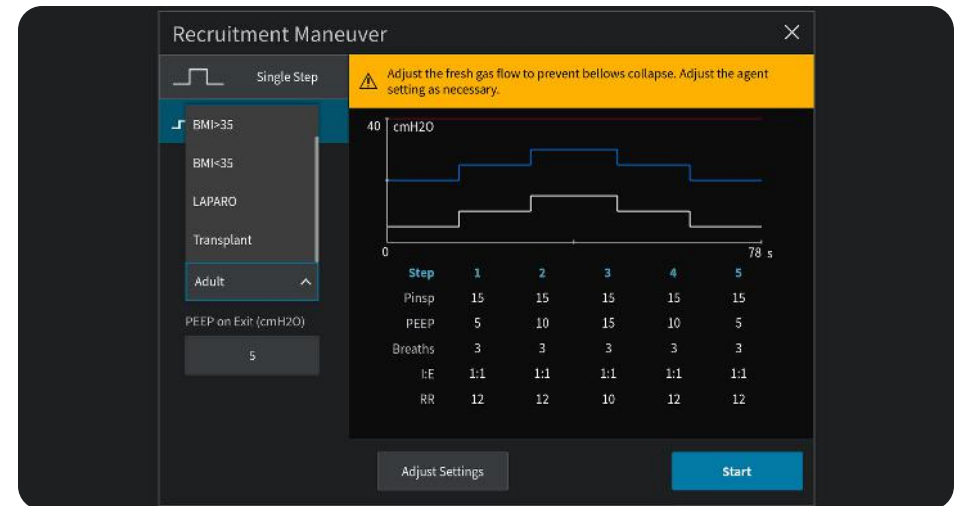 Recruitment Maneuver
Single Step
Adjust the fresh gas flow to prevent bellows collapse. Adjust the agent
setting as necessary.
BMI>35
BMI<35
LAPARO
Transplant
Adult
PEEP on Exit (cmH2O)
5
40 cmH2O
0 78 s
Step 1 2 3 4 5
Pinsp 15 15 15 15 15
PEEP 5 10 15 10 5
Breaths 3 3 3 3 3
I:E 1:1 1:1 1:1 1:1 1:1
RR 12 12 10 12 12
Adjust Settings
Start